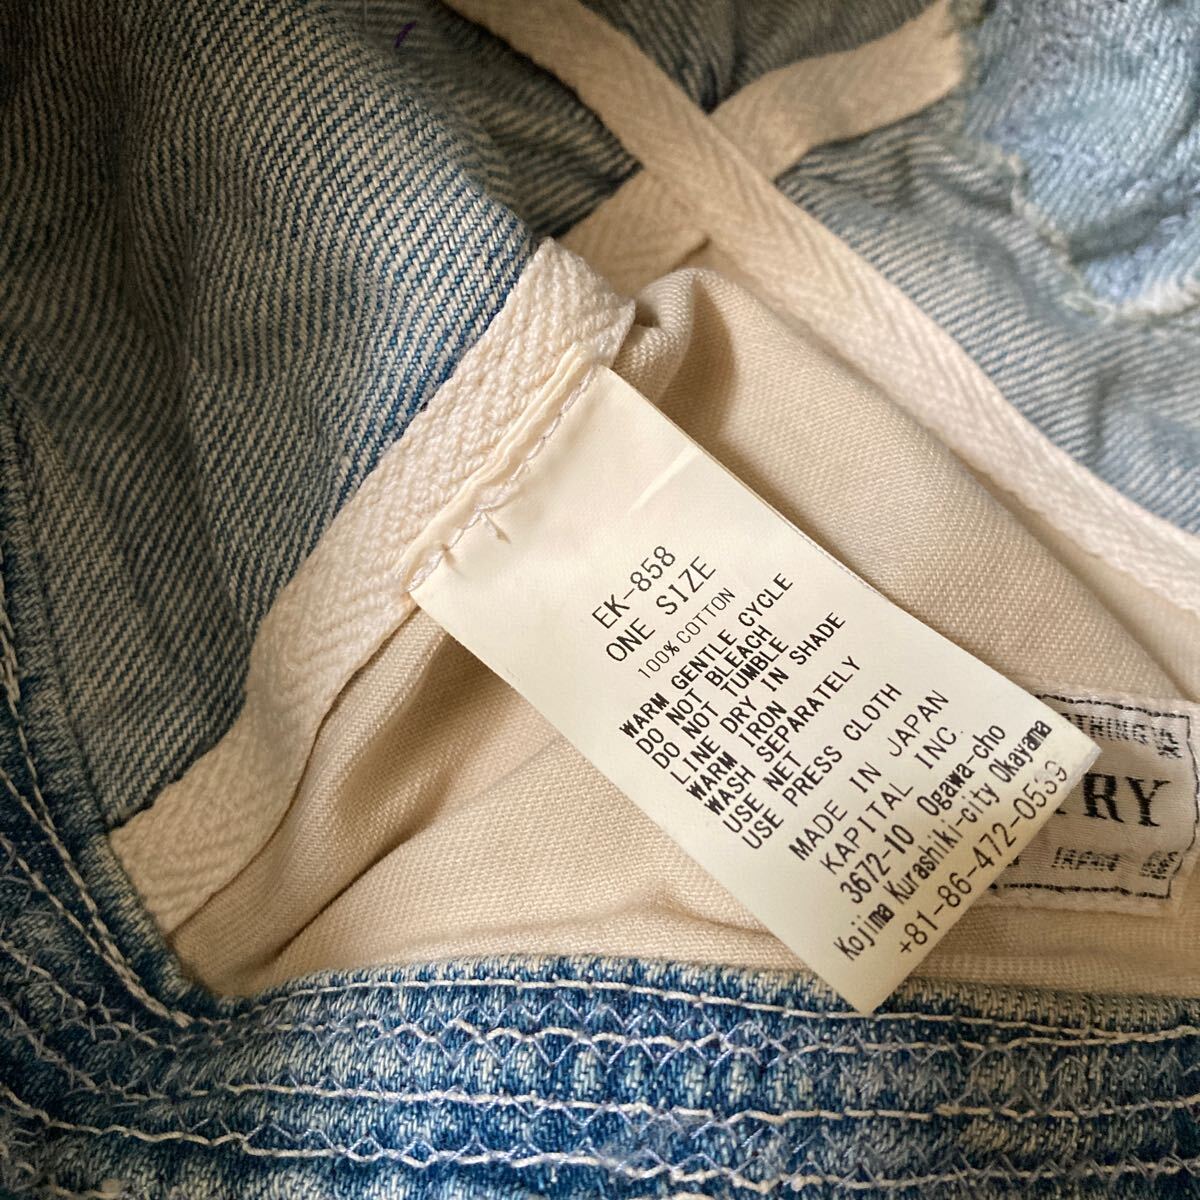 EK-858
ONE SIZE
100% COTTON
WARM GENTLE CYCLE
DO NOT BLEACH
DO NOT TUMBLE
LINE DRY IN SHADE
WARM IRON
WASH SEPARATELY
USE NET
USE PRESS CLOTH
MADE IN JAPAN
KAPITAL INC.
3672-10 Ogawa-cho
Kojima Kurashiki-city Okayama
+81-86-472-0539
TRY
JAPAN